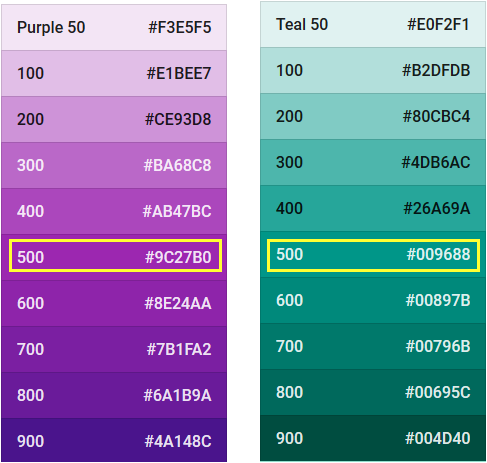 Purple 50 #F3E5F5
100 #E1BEE7
200 #CE93D8
300 #BA68C8
400 #AB47BC
500 #9C27B0
600 #8E24AA
700 #7B1FA2
800 #6A1B9A
900 #4A148C
Teal 50 #E0F2F1
100 #B2DFDB
200 #80CBC4
300 #4DB6AC
400 #26A69A
500 #009688
600 #00897B
700 #00796B
800 #00695C
900 #004D40